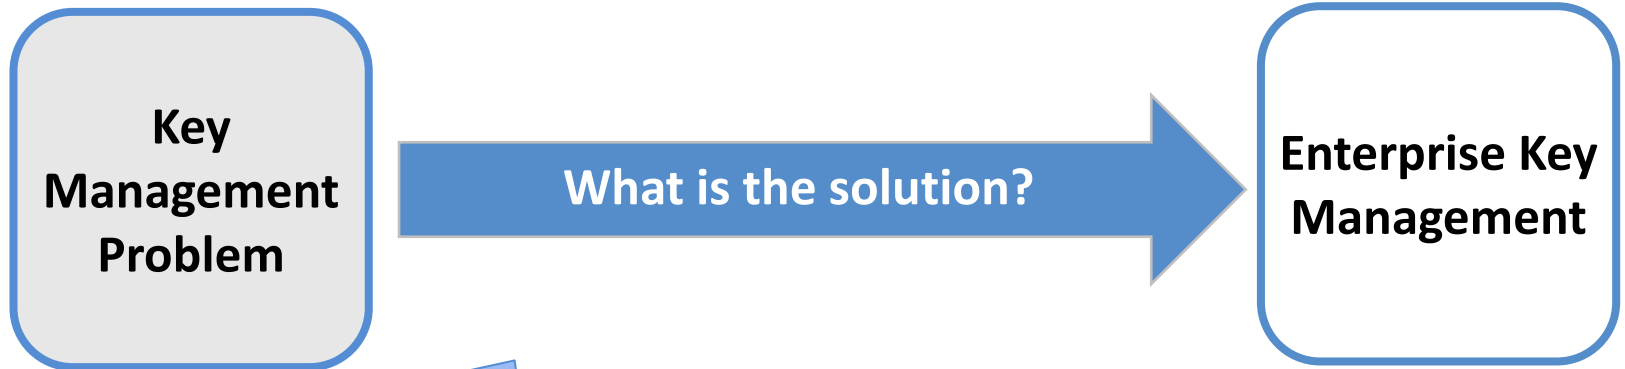 Key
Management
Problem
What is the solution?
Enterprise Key
Management